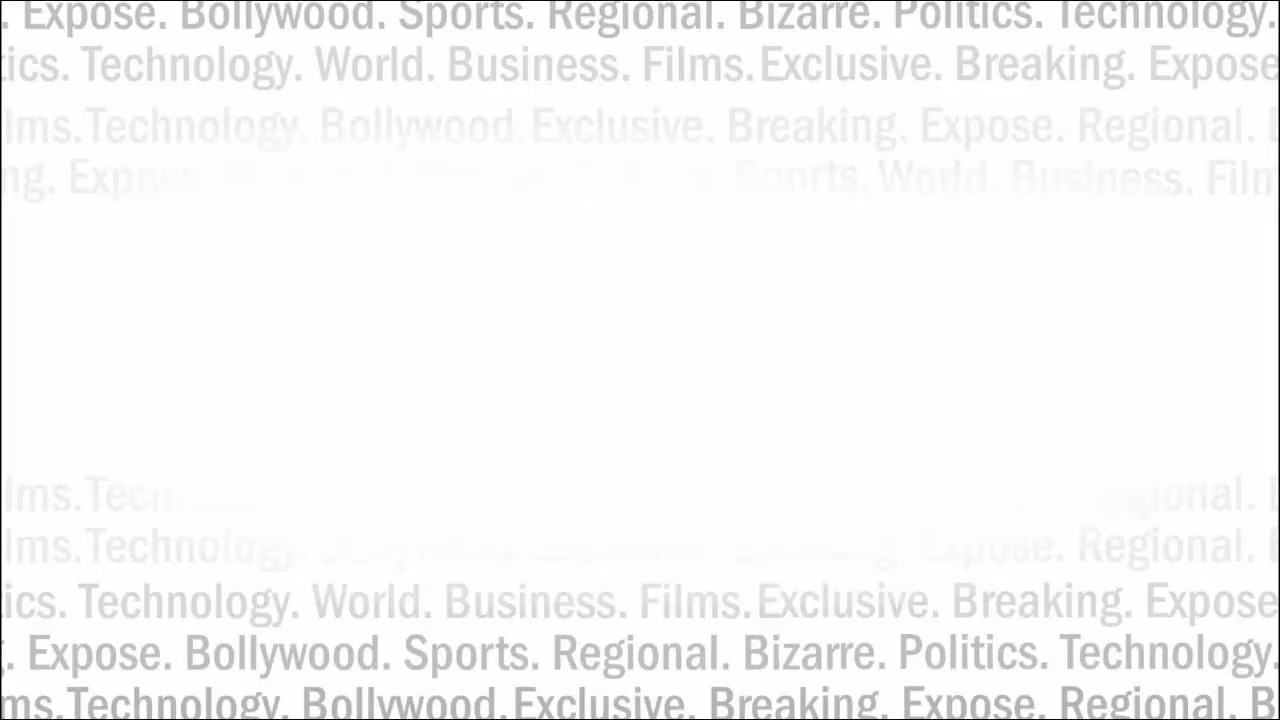 . Expose. Bollywood. Sports. Regional. Bizarre. Politics. Technology.
tics. Technology. World. Business. Films. Exclusive. Breaking. Expose
lms. Technology. Bollywood. Exclusive. Breaking. Expose. Regional.
ng. Expose Sports. World. Business. Film
lms. Tech Regional.
lms. Technology. Expose. Regional.
tics. Technology. World. Business. Films. Exclusive. Breaking. Expose
. Expose. Bollywood. Sports. Regional. Bizarre. Politics. Technology.
ms. Technology. Bollywood. Exclusive. Breaking. Expose. Regional. B